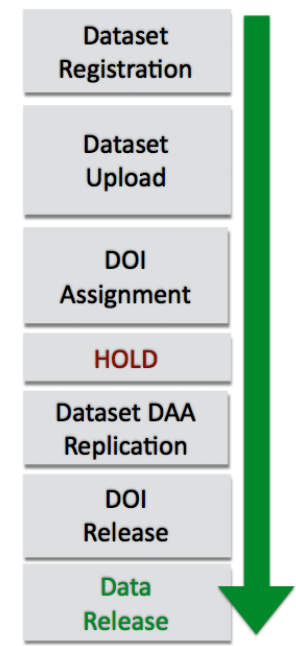 Dataset
Registration
Dataset
Upload
DOI
Assignment
HOLD
Dataset DAA
Replication
DOI
Release
Data
Release